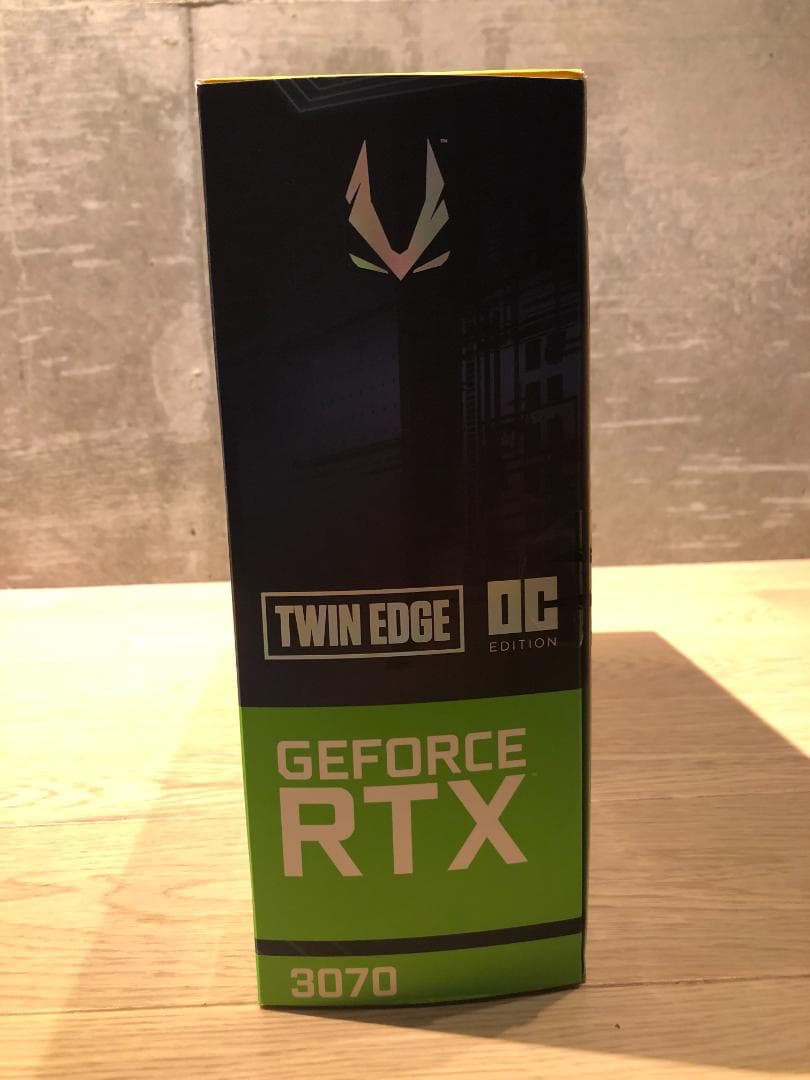 TWIN EDGE OC
EDITION
GEFORCE
RTX
3070